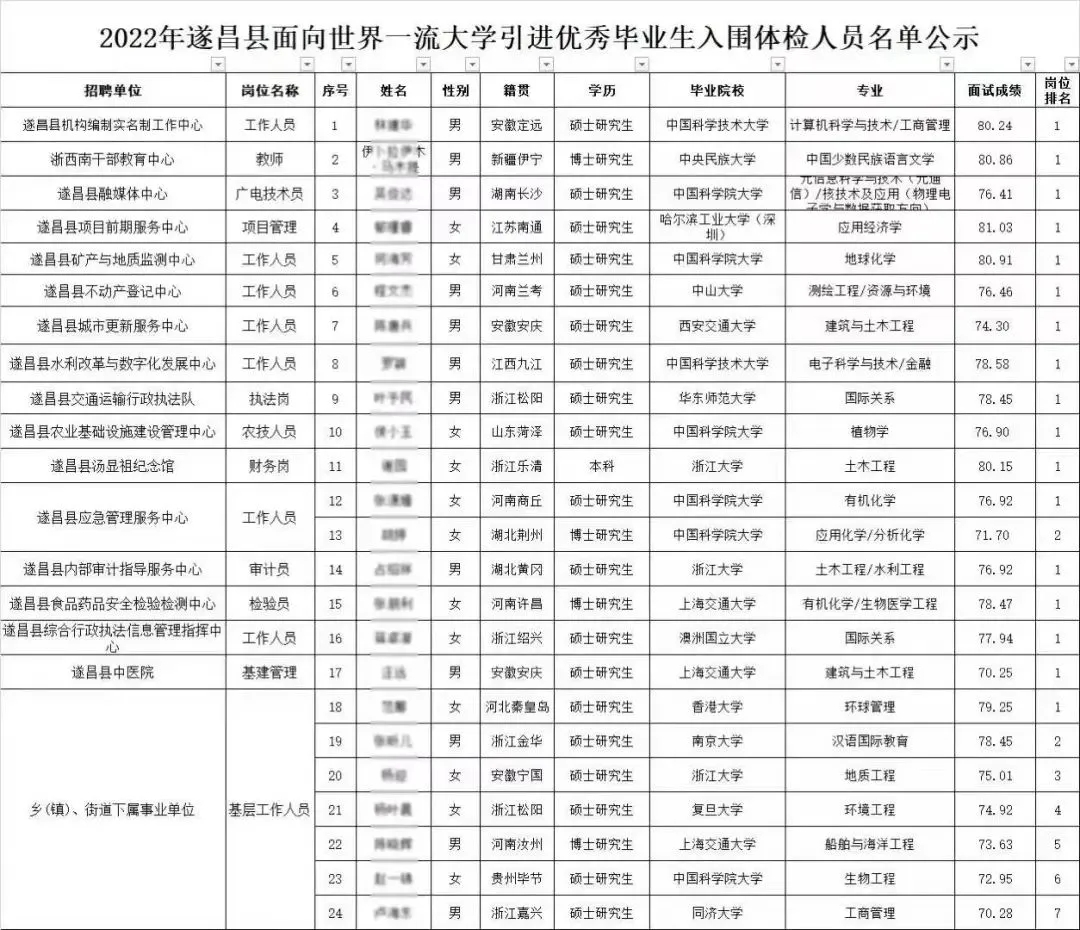 2022年遂昌县面向世界一流大学引进优秀毕业生入围体检人员名单公示
招聘单位 岗位名称 序号 姓名 性别 籍贯 学历 毕业院校 专业 面试成绩 岗位排名
遂昌县机构编制实名制工作中心 工作人员 1 男 安徽定远 硕士研究生 中国科学技术大学 计算机科学与技术/工商管理 80.24 1
浙西南干部教育中心 教师 2 男 新疆伊宁 博士研究生 中央民族大学 中国少数民族语言文学 80.86 1
遂昌县融媒体中心 广电技术员 3 男 湖南长沙 硕士研究生 中国科学院大学 光信息科学与技术（光通信）/核技术及应用（物理电子学与数据获取方向） 76.41 1
遂昌县项目前期服务中心 项目管理 4 女 江苏南通 硕士研究生 哈尔滨工业大学（深圳） 应用经济学 81.03 1
遂昌县矿产与地质监测中心 工作人员 5 女 甘肃兰州 硕士研究生 中国科学院大学 地球化学 80.91 1
遂昌县不动产登记中心 工作人员 6 男 河南兰考 硕士研究生 中山大学 测绘工程/资源与环境 76.46 1
遂昌县城市更新服务中心 工作人员 7 男 安徽安庆 硕士研究生 西安交通大学 建筑与土木工程 74.30 1
遂昌县水利改革与数字化发展中心 工作人员 8 男 江西九江 硕士研究生 中国科学技术大学 电子科学与技术/金融 78.58 1
遂昌县交通运输行政执法队 执法岗 9 男 浙江松阳 硕士研究生 华东师范大学 国际关系 78.45 1
遂昌县农业基础设施建设管理中心 农技人员 10 女 山东菏泽 硕士研究生 中国科学院大学 植物学 76.90 1
遂昌县汤显祖纪念馆 财务岗 11 女 浙江乐清 本科 浙江大学 土木工程 80.15 1
遂昌县应急管理服务中心 工作人员 12 女 河南商丘 硕士研究生 中国科学院大学 有机化学 76.92 1
13 女 湖北荆州 博士研究生 中国科学院大学 应用化学/分析化学 71.70 2
遂昌县内部审计指导服务中心 审计员 14 男 湖北黄冈 硕士研究生 浙江大学 土木工程/水利工程 76.92 1
遂昌县食品药品安全检验检测中心 检验员 15 女 河南许昌 博士研究生 上海交通大学 有机化学/生物医学工程 78.47 1
遂昌县综合行政执法信息管理指挥中心 工作人员 16 女 浙江绍兴 硕士研究生 澳洲国立大学 国际关系 77.94 1
遂昌县中医院 基建管理 17 男 安徽安庆 硕士研究生 上海交通大学 建筑与土木工程 70.25 1
乡(镇)、街道下属事业单位 基层工作人员 18 女 河北秦皇岛 硕士研究生 香港大学 环球管理 79.25 1
19 男 浙江金华 硕士研究生 南京大学 汉语国际教育 78.45 2
20 女 安徽宁国 硕士研究生 浙江大学 地质工程 75.01 3
21 女 浙江松阳 硕士研究生 复旦大学 环境工程 74.92 4
22 男 河南汝州 博士研究生 上海交通大学 船舶与海洋工程 73.63 5
23 女 贵州毕节 硕士研究生 中国科学院大学 生物工程 72.95 6
24 男 浙江嘉兴 硕士研究生 同济大学 工商管理 70.28 7